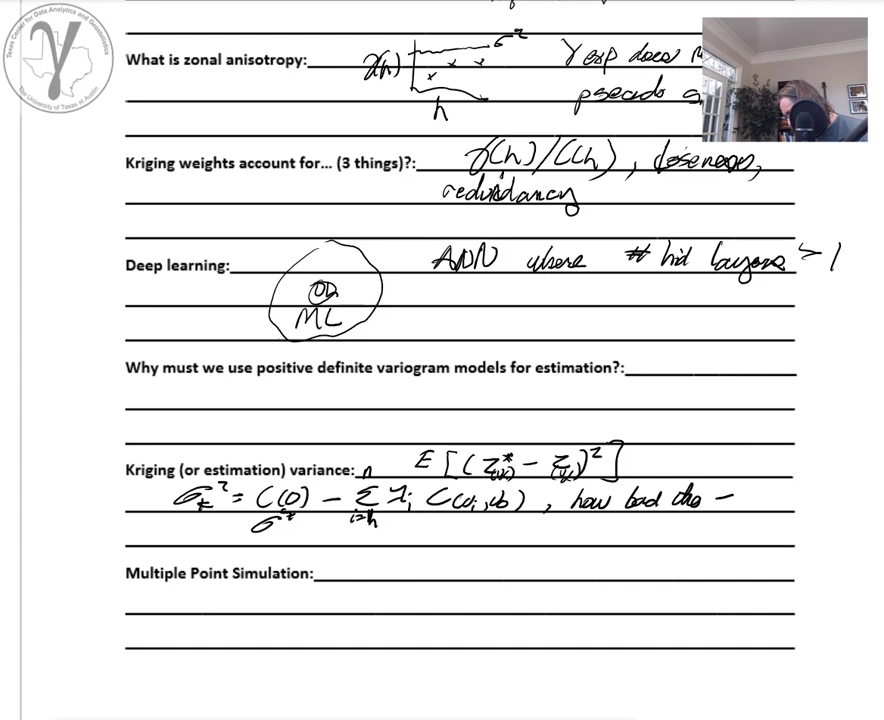 Texas Center for Data Analytics and Geostatistics
γ
The University of Texas at Austin
What is zonal anisotropy: γ(h) σ² γ exp does
h pseudo
Kriging weights account for... (3 things)?: γ(h)/C(h), closeness,
redundancy
Deep learning: ANN where # hid layers > 1
ML
Why must we use positive definite variogram models for estimation?:
Kriging (or estimation) variance: n E[(Z* - Z)²]
= C(0) - Σ λi C(ui, u0), how bad the –
σ²
Multiple Point Simulation: